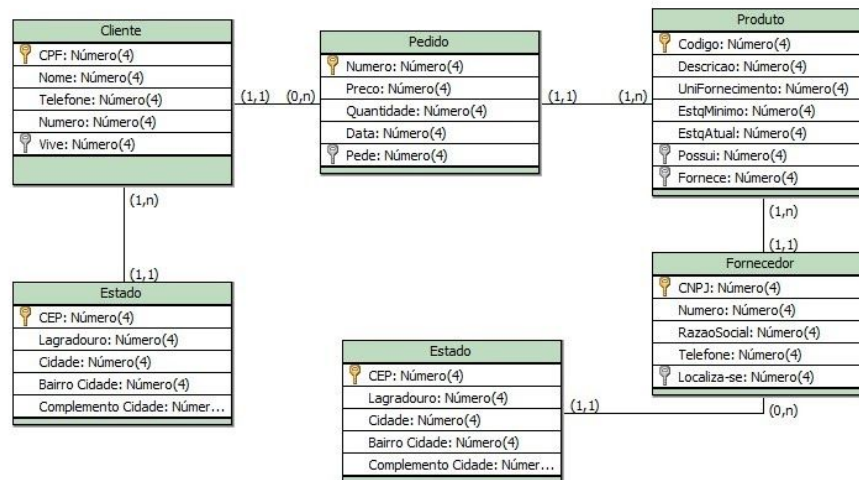 Cliente
CPF: Número(4)
Nome: Número(4)
Telefone: Número(4)
Numero: Número(4)
Vive: Número(4)
(1,1)
(0,n)
Pedido
Numero: Número(4)
Preco: Número(4)
Quantidade: Número(4)
Data: Número(4)
Pede: Número(4)
(1,1)
(1,n)
Produto
Codigo: Número(4)
Descricao: Número(4)
UniFornecimento: Número(4)
EstqMinimo: Número(4)
EstqAtual: Número(4)
Possui: Número(4)
Fornece: Número(4)
(1,n)
(1,1)
(1,n)
(1,1)
Estado
CEP: Número(4)
Lagradouro: Número(4)
Cidade: Número(4)
Bairro Cidade: Número(4)
Complemento Cidade: Númer...
Estado
CEP: Número(4)
Lagradouro: Número(4)
Cidade: Número(4)
Bairro Cidade: Número(4)
Complemento Cidade: Númer...
(1,1)
(0,n)
Fornecedor
CNPJ: Número(4)
Numero: Número(4)
RazaoSocial: Número(4)
Telefone: Número(4)
Localiza-se: Número(4)